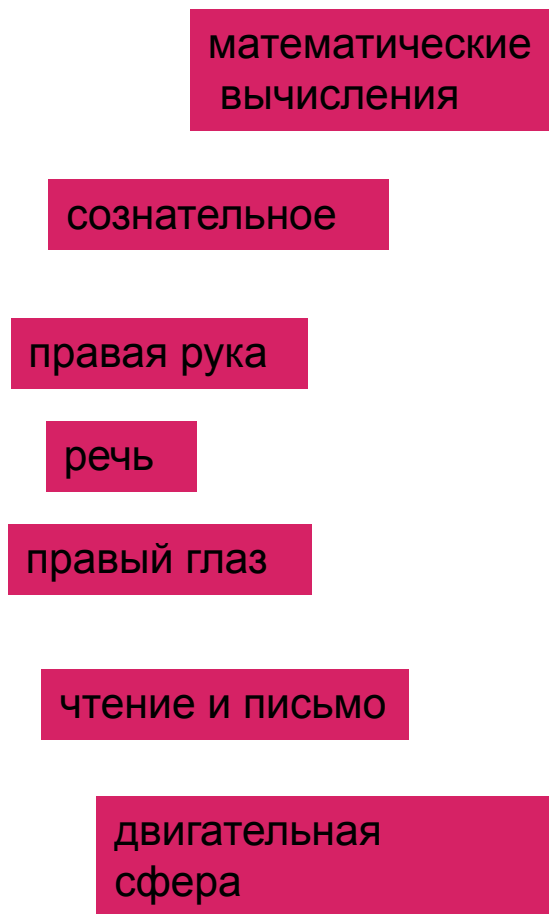 математические
вычисления
сознательное
правая рука
речь
правый глаз
чтение и письмо
двигательная
сфера